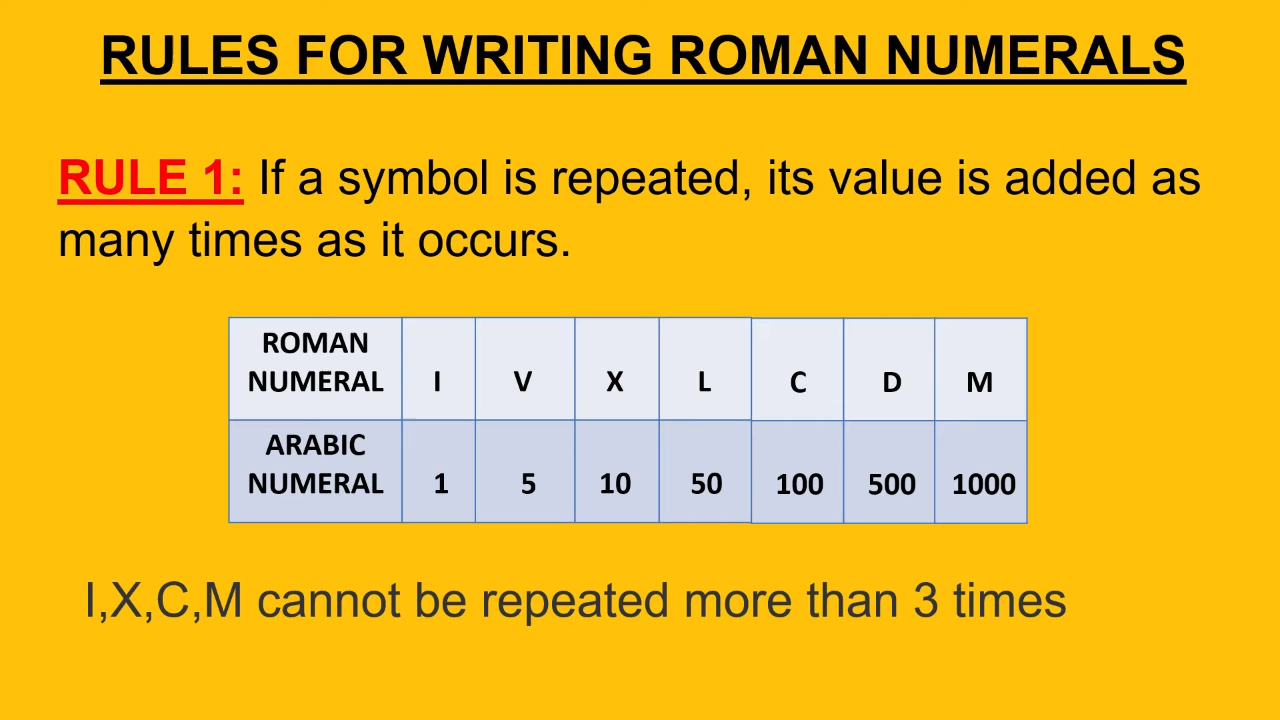 RULES FOR WRITING ROMAN NUMERALS
RULE 1: If a symbol is repeated, its value is added as
many times as it occurs.
ROMAN
NUMERAL I V X L C D M
ARABIC
NUMERAL 1 5 10 50 100 500 1000
I,X,C,M cannot be repeated more than 3 times